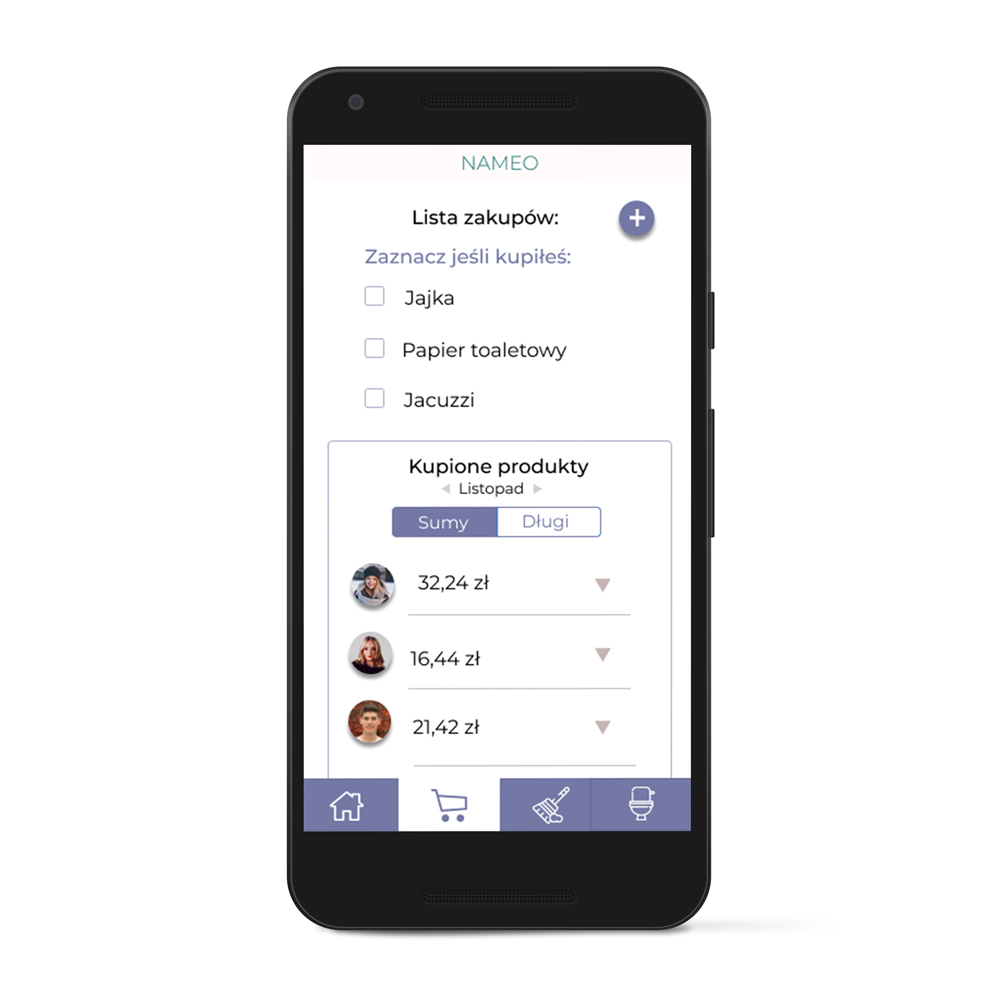 NAMEO
Lista zakupów:
+
Zaznacz jeśli kupiłeś:
Jajka
Papier toaletowy
Jacuzzi
Kupione produkty
Listopad
Sumy Długi
32,24 zł
16,44 zł
21,42 zł